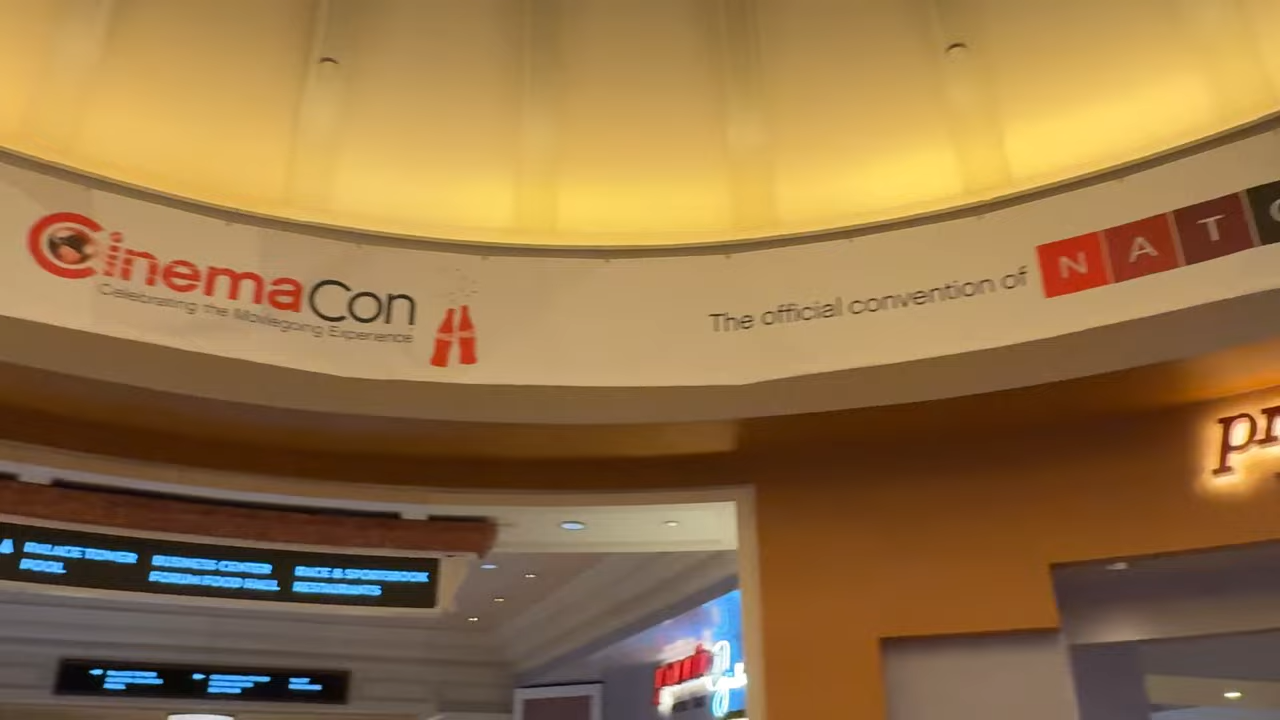 CinemaCon
Celebrating the Moviegoing Experience
The official convention of
N A T
pr
PALACE TOWER
POOL
BUSINESS CENTER
FORUM FOOD HALL
RACE & SPORTSBOOK
RESTAURANTS